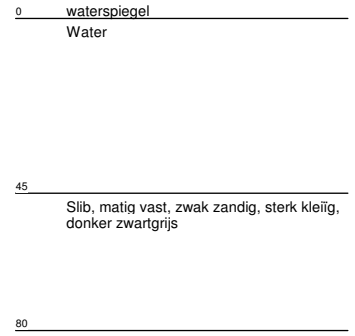 0 waterspiegel
Water
45
Slib, matig vast, zwak zandig, sterk kleiïg,
donker zwartgrijs
80